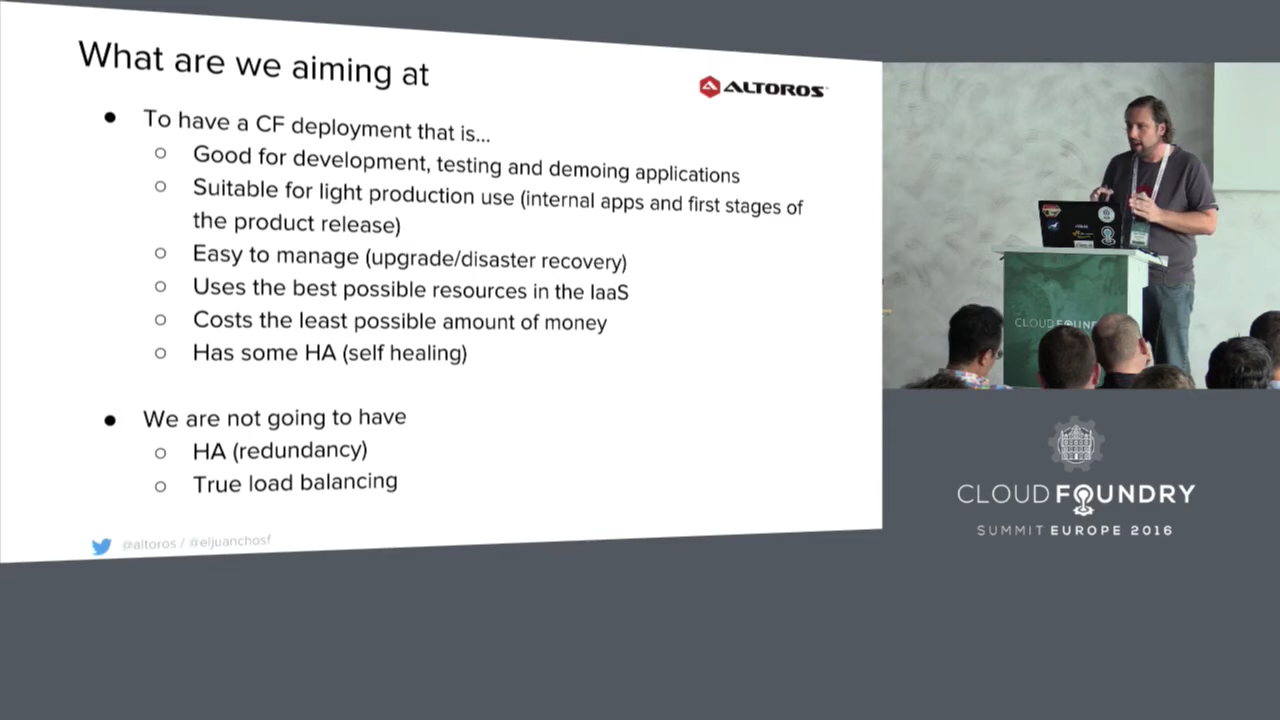 What are we aiming at
ALTOROS
● To have a CF deployment that is...
○ Good for development, testing and demoing applications
○ Suitable for light production use (internal apps and first stages of
the product release)
○ Easy to manage (upgrade/disaster recovery)
○ Uses the best possible resources in the IaaS
○ Costs the least possible amount of money
○ Has some HA (self healing)
● We are not going to have
○ HA (redundancy)
○ True load balancing
@altoros / @eljuanchosf
CLOUD FOUN
CLOUD FOUNDRY
SUMMIT EUROPE 2016